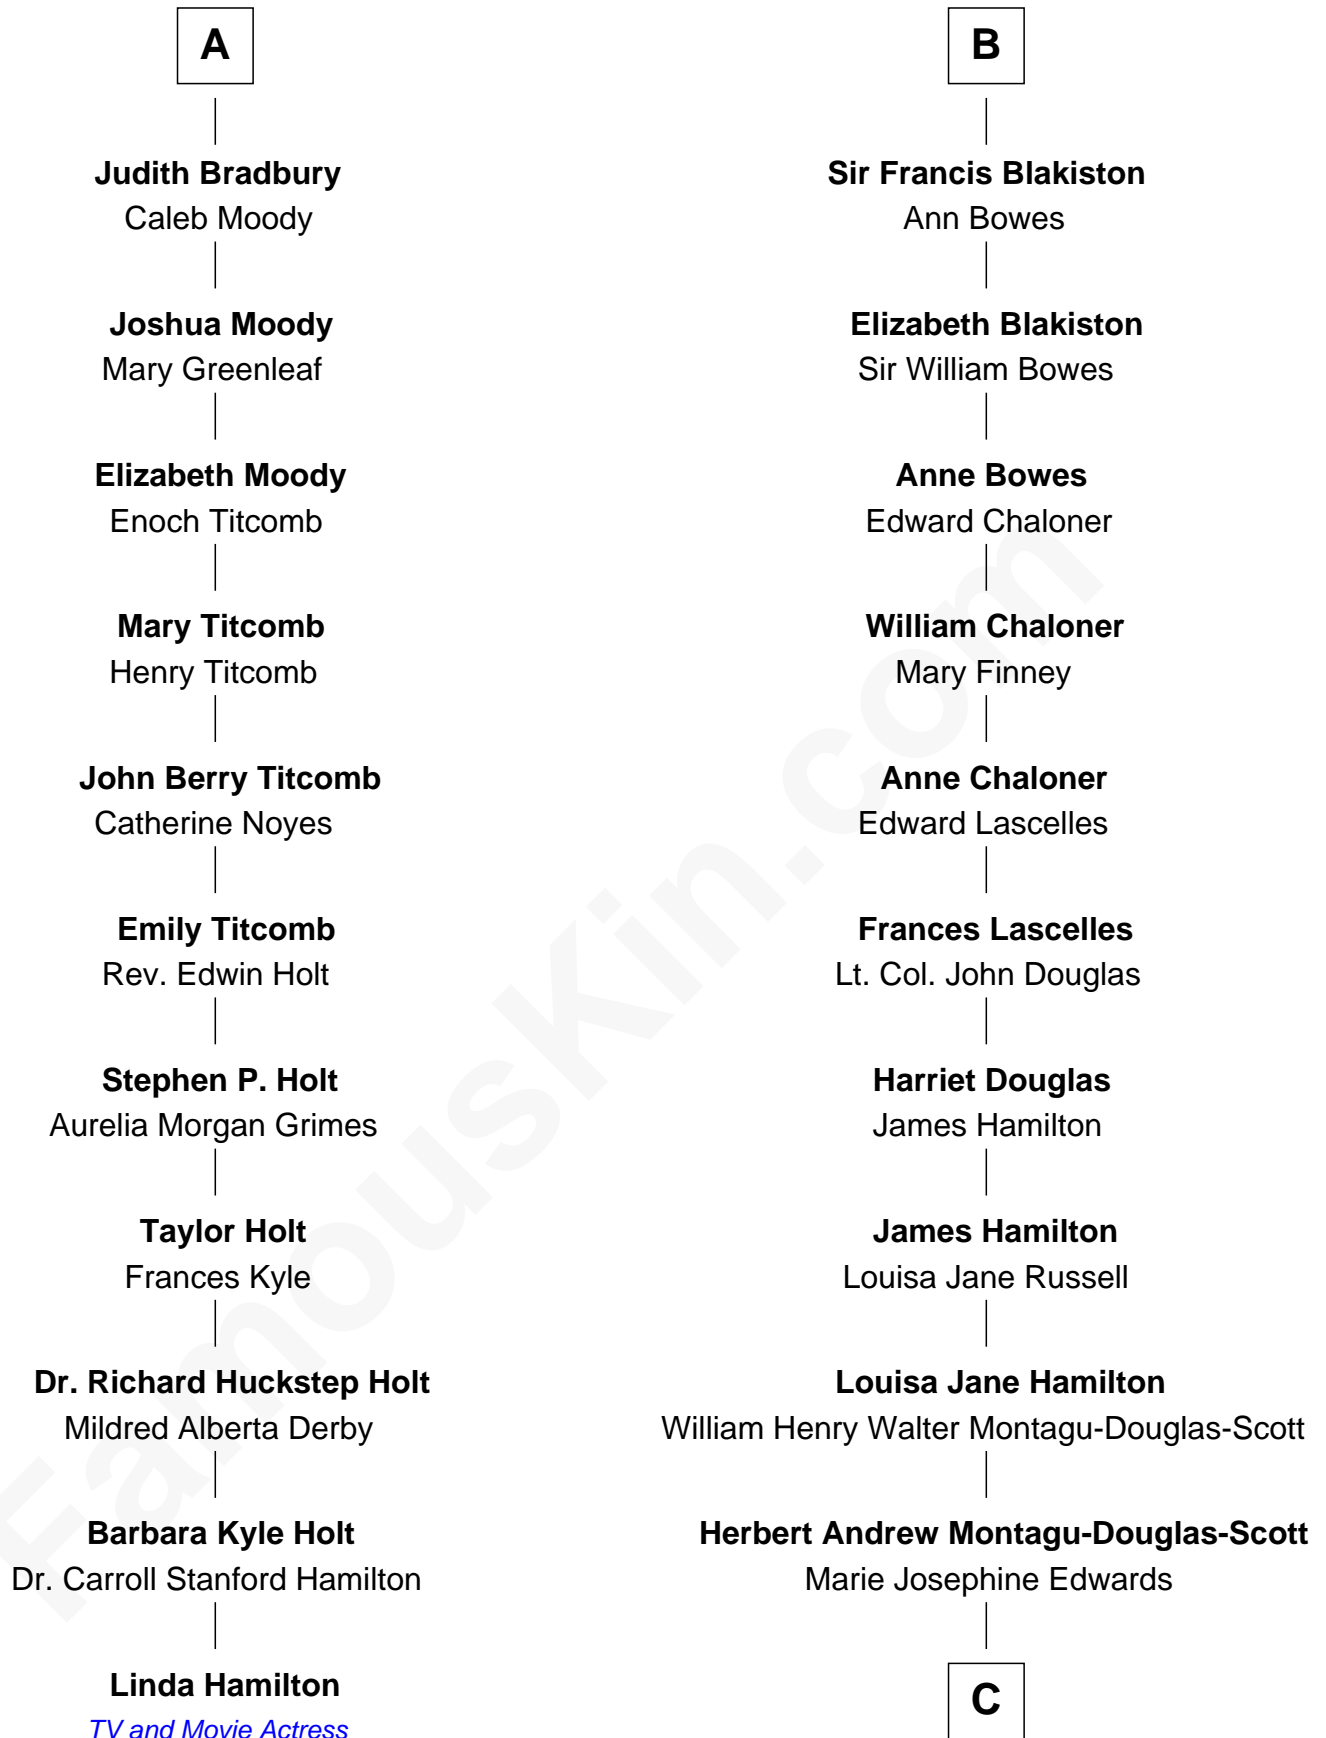 A
Judith Bradbury
Caleb Moody
Joshua Moody
Mary Greenleaf
Elizabeth Moody
Enoch Titcomb
Mary Titcomb
Henry Titcomb
John Berry Titcomb
Catherine Noyes
Emily Titcomb
Rev. Edwin Holt
Stephen P. Holt
Aurelia Morgan Grimes
Taylor Holt
Frances Kyle
Dr. Richard Huckstep Holt
Mildred Alberta Derby
Barbara Kyle Holt
Dr. Carroll Stanford Hamilton
Linda Hamilton
TV and Movie Actress
B
Sir Francis Blakiston
Ann Bowes
Elizabeth Blakiston
Sir William Bowes
Anne Bowes
Edward Chaloner
William Chaloner
Mary Finney
Anne Chaloner
Edward Lascelles
Frances Lascelles
Lt. Col. John Douglas
Harriet Douglas
James Hamilton
James Hamilton
Louisa Jane Russell
Louisa Jane Hamilton
William Henry Walter Montagu-Douglas-Scott
Herbert Andrew Montagu-Douglas-Scott
Marie Josephine Edwards
C
FamousKin.com